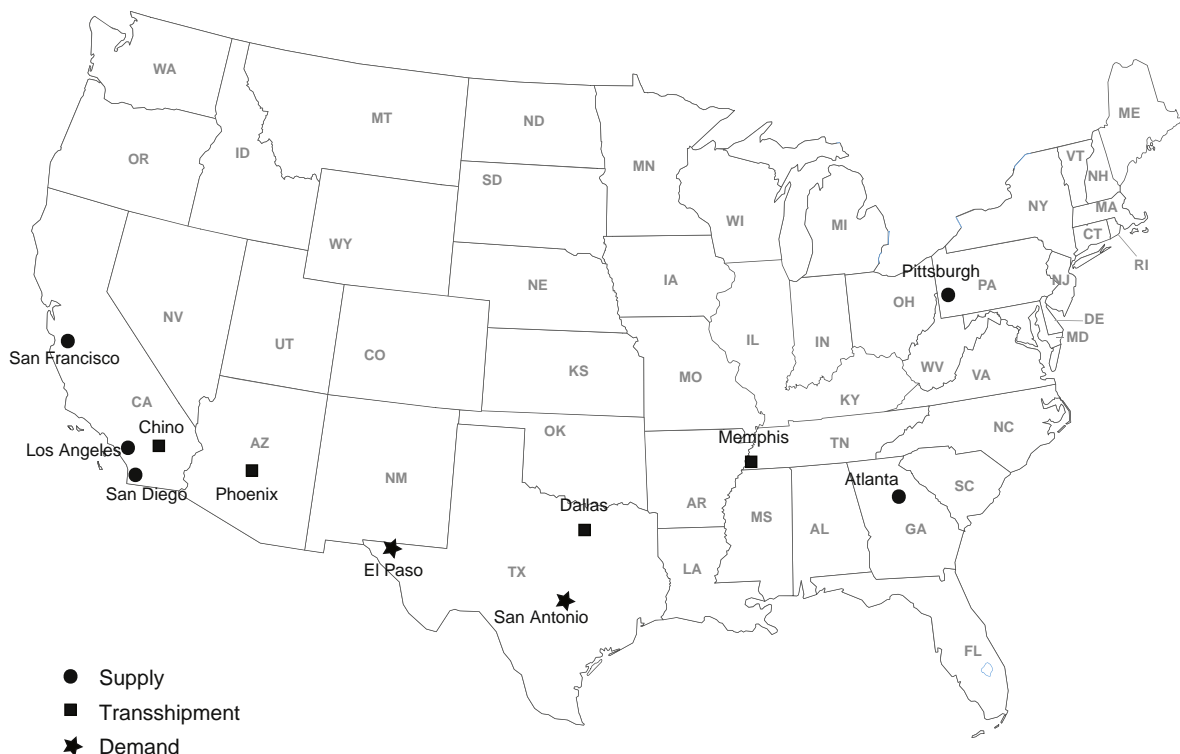 WA
ME
MT
ND
VT
OR
ID
MN
NH
SD
NY
MA
WI
MI
CT
WY
RI
Pittsburgh
PA
NJ
IA
NE
OH
NV
DE
IL
IN
MD
UT
CO
San Francisco
WV
KS
VA
MO
KY
CA
Chino
NC
OK
Memphis
TN
AZ
Los Angeles
NM
Atlanta
SC
San Diego
Phoenix
AR
Dallas
MS
AL
GA
El Paso
TX
LA
San Antonio
FL
Supply
Transshipment
Demand